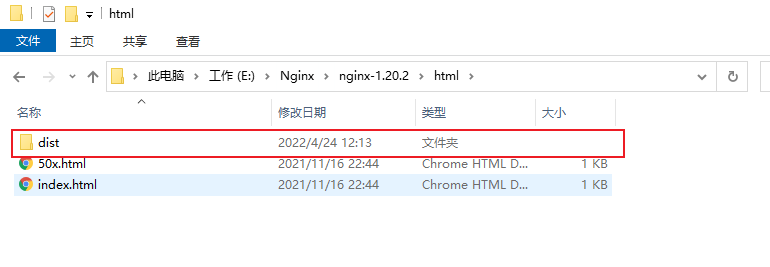 html
文件 主页 共享 查看
此电脑 工作 (E:) Nginx nginx-1.20.2 html
名称 修改日期 类型 大小
dist 2022/4/24 12:13 文件夹
50x.html 2021/11/16 22:44 Chrome HTML D... 1 KB
index.html 2021/11/16 22:44 Chrome HTML D... 1 KB